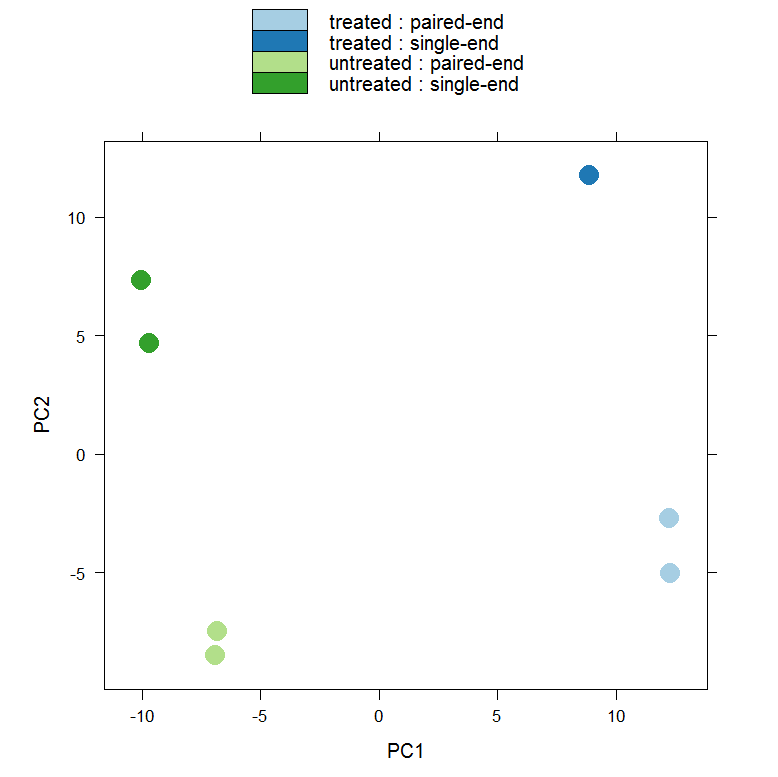 treated : paired-end
treated : single-end
untreated : paired-end
untreated : single-end
10
5
0
-5
PC2
-10
-5
0
5
10
PC1